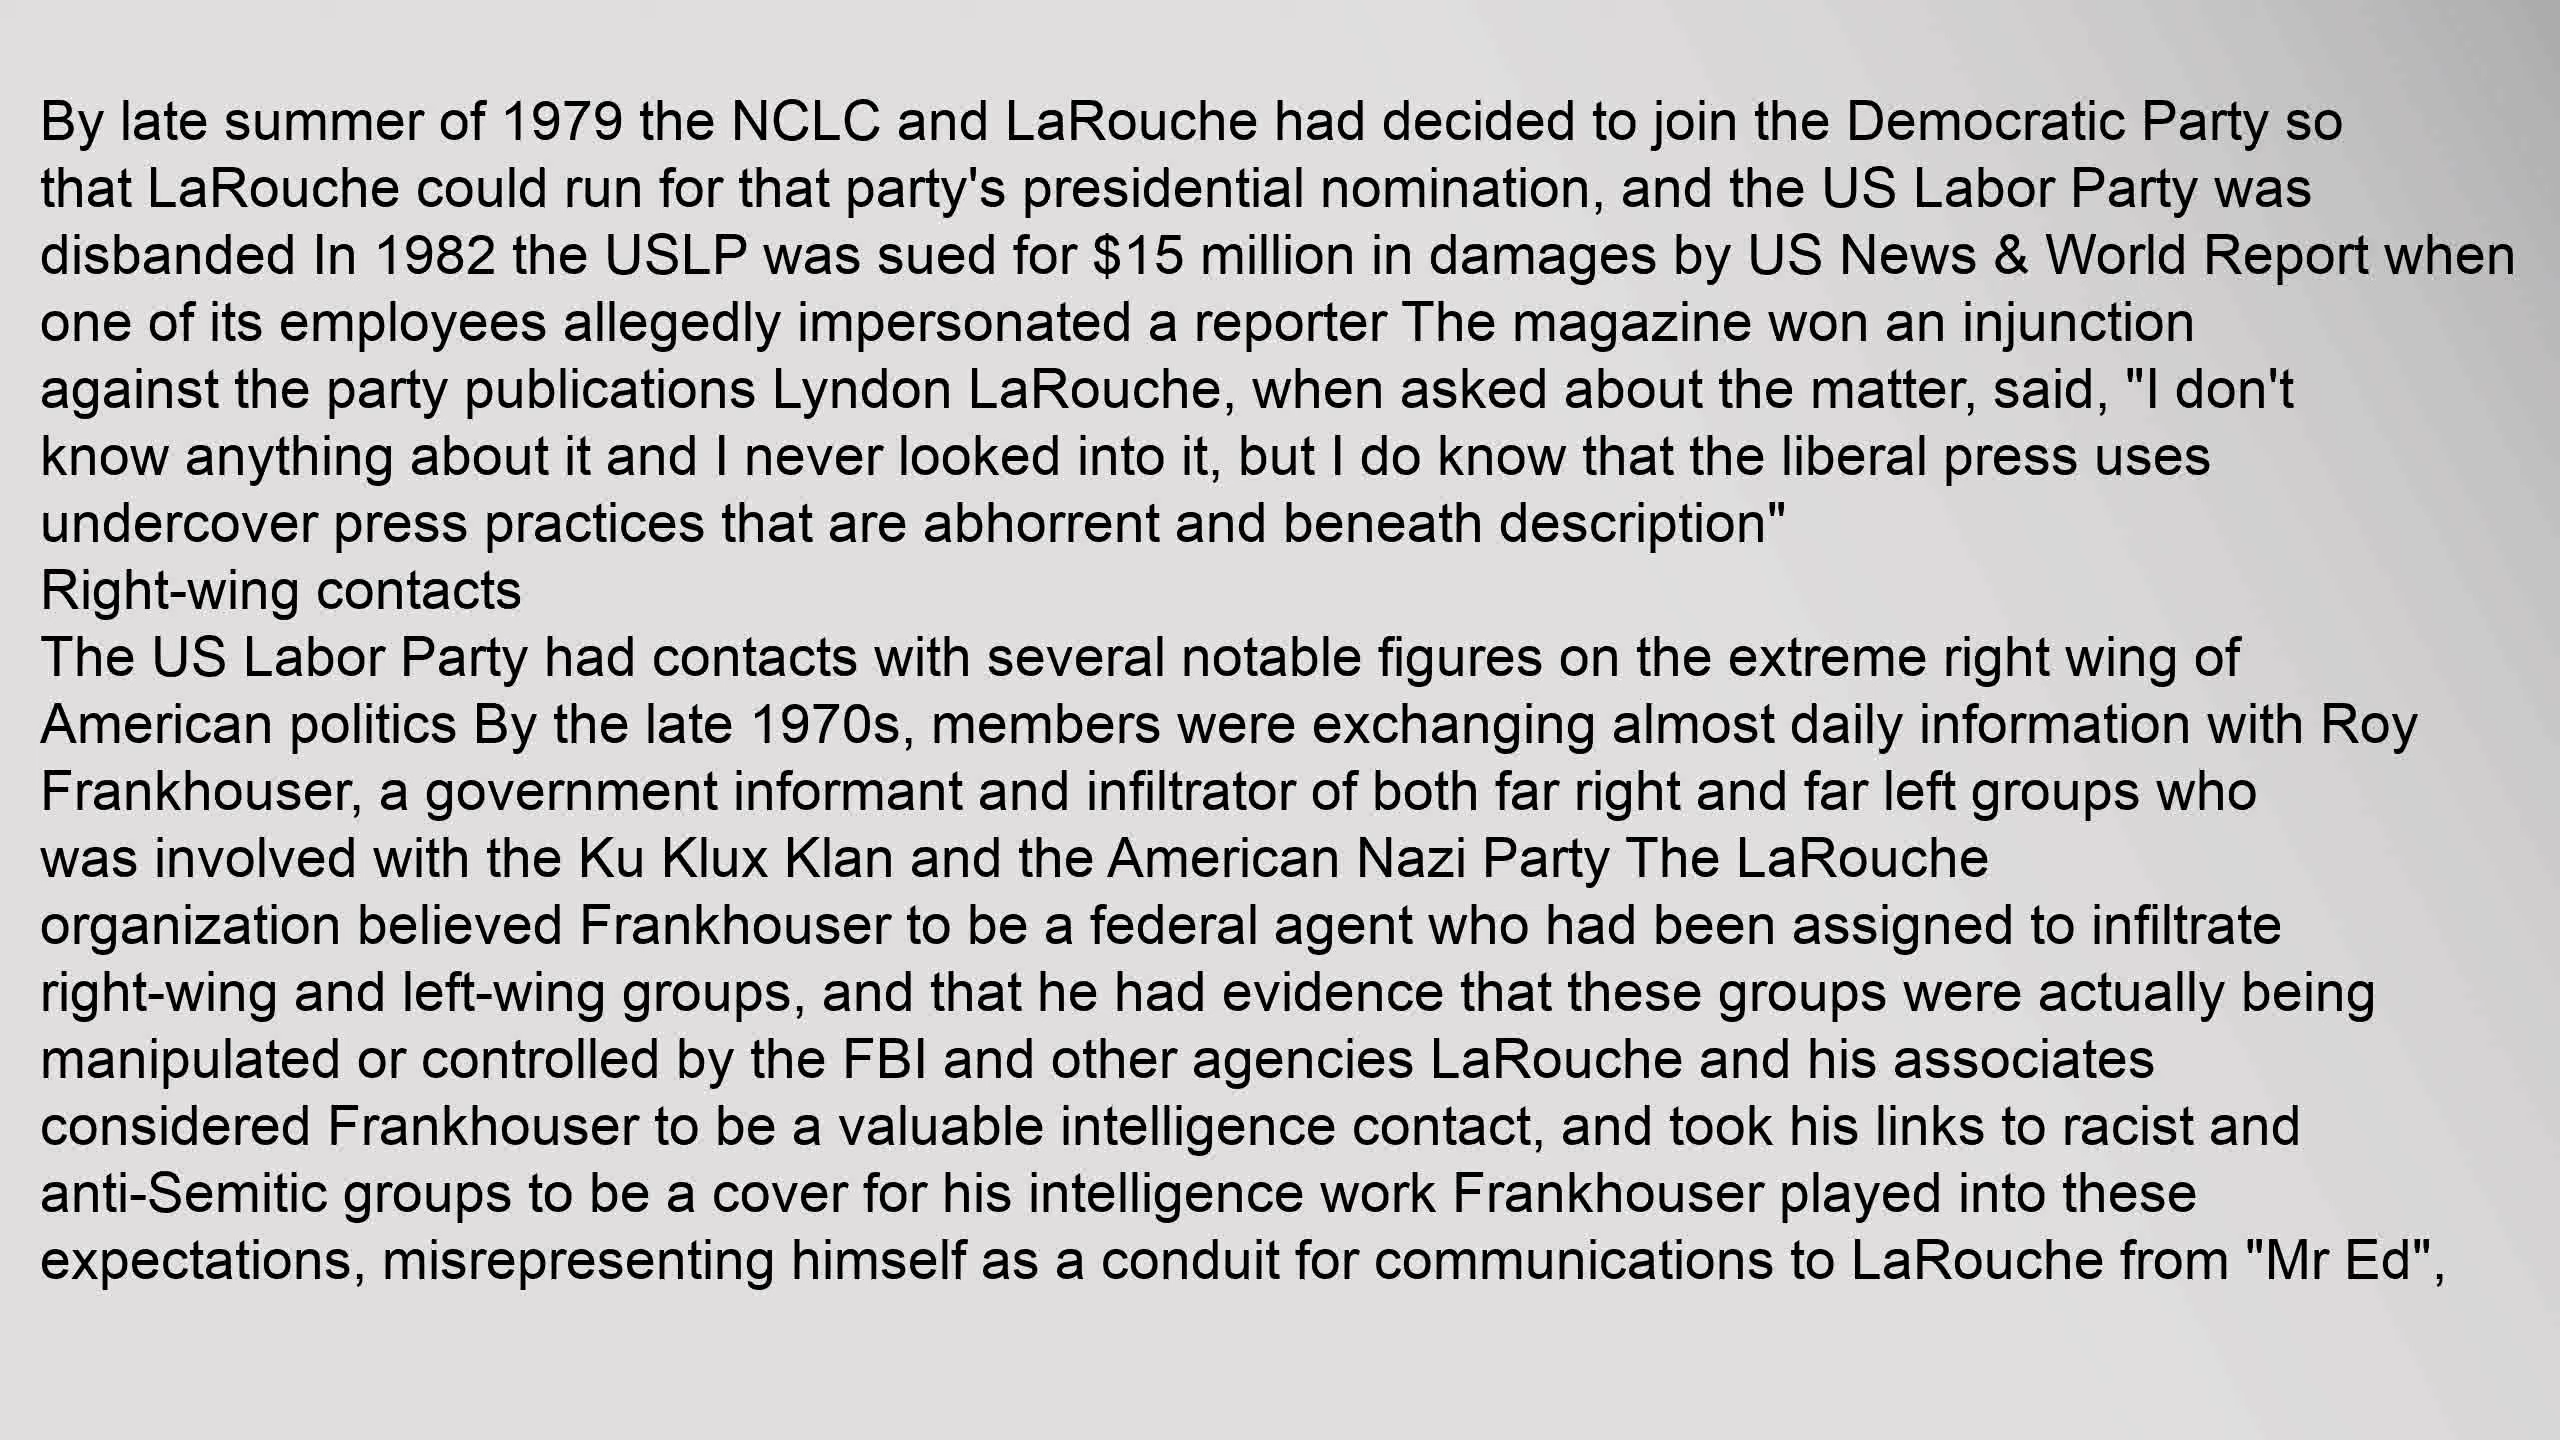 By late summer of 1979 the NCLC and LaRouche had decided to join the Democratic Party so
that LaRouche could run for that party's presidential nomination, and the US Labor Party was
disbanded In 1982 the USLP was sued for $15 million in damages by US News & World Report when
one of its employees allegedly impersonated a reporter The magazine won an injunction
against the party publications Lyndon LaRouche, when asked about the matter, said, "I don't
know anything about it and I never looked into it, but I do know that the liberal press uses
undercover press practices that are abhorrent and beneath description"
Right-wing contacts
The US Labor Party had contacts with several notable figures on the extreme right wing of
American politics By the late 1970s, members were exchanging almost daily information with Roy
Frankhouser, a government informant and infiltrator of both far right and far left groups who
was involved with the Ku Klux Klan and the American Nazi Party The LaRouche
organization believed Frankhouser to be a federal agent who had been assigned to infiltrate
right-wing and left-wing groups, and that he had evidence that these groups were actually being
manipulated or controlled by the FBI and other agencies LaRouche and his associates
considered Frankhouser to be a valuable intelligence contact, and took his links to racist and
anti-Semitic groups to be a cover for his intelligence work Frankhouser played into these
expectations, misrepresenting himself as a conduit for communications to LaRouche from "Mr Ed",